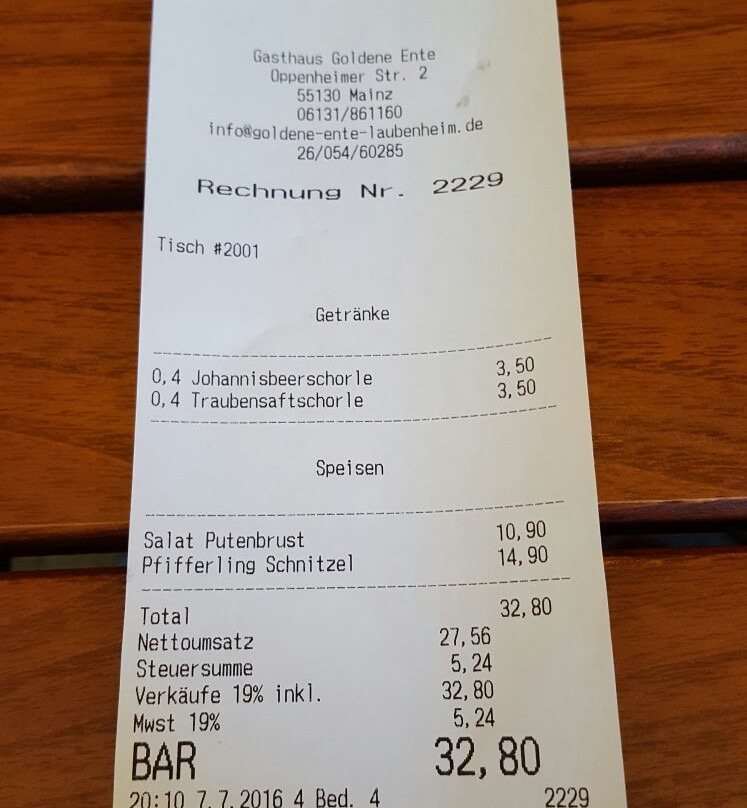 Gasthaus Goldene Ente
Oppenheimer Str. 2
55130 Mainz
06131/861160
info@goldene-ente-laubenheim.de
26/054/60285
Rechnung Nr. 2229
Tisch #2001
Getränke
0,4 Johannisbeerschorle 3,50
0,4 Traubensaftschorle 3,50
Speisen
Salat Putenbrust 10,90
Pfifferling Schnitzel 14,90
Total 32,80
Nettoumsatz 27,56
Steuersumme 5,24
Verkäufe 19% inkl. 32,80
Mwst 19% 5,24
BAR 32,80
20:10 7.7.2016 4 Bed. 4 2229